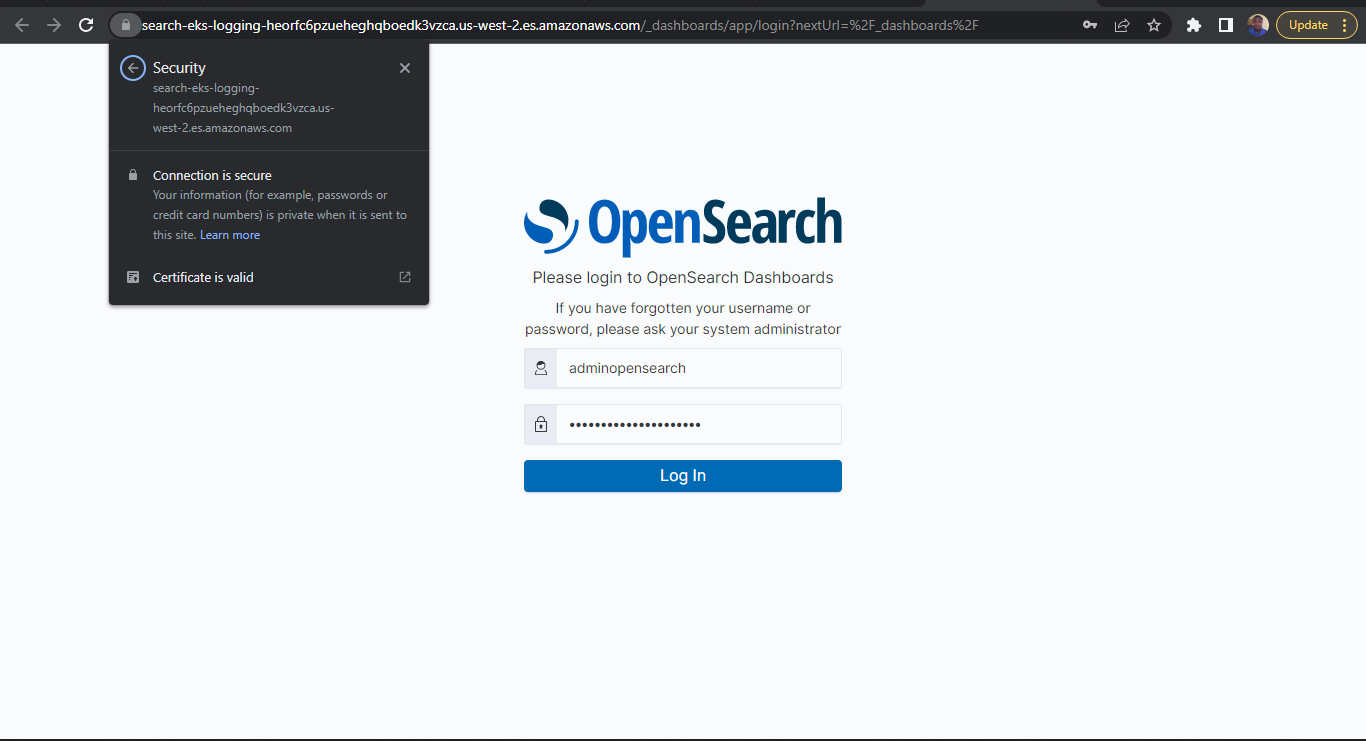 search-eks-logging-heorfc6pzueheghqboedk3vzca.us-west-2.es.amazonaws.com/_dashboards/app/login?nextUrl=%2F_dashboards%2F
Update
Security
search-eks-logging-
heorfc6pzueheghqboedk3vzca.us-
west-2.es.amazonaws.com
Connection is secure
Your information (for example, passwords or
credit card numbers) is private when it is sent to
this site. Learn more
Certificate is valid
OpenSearch
Please login to OpenSearch Dashboards
If you have forgotten your username or
password, please ask your system administrator
adminopensearch
•••••••••••••••••••••
Log In